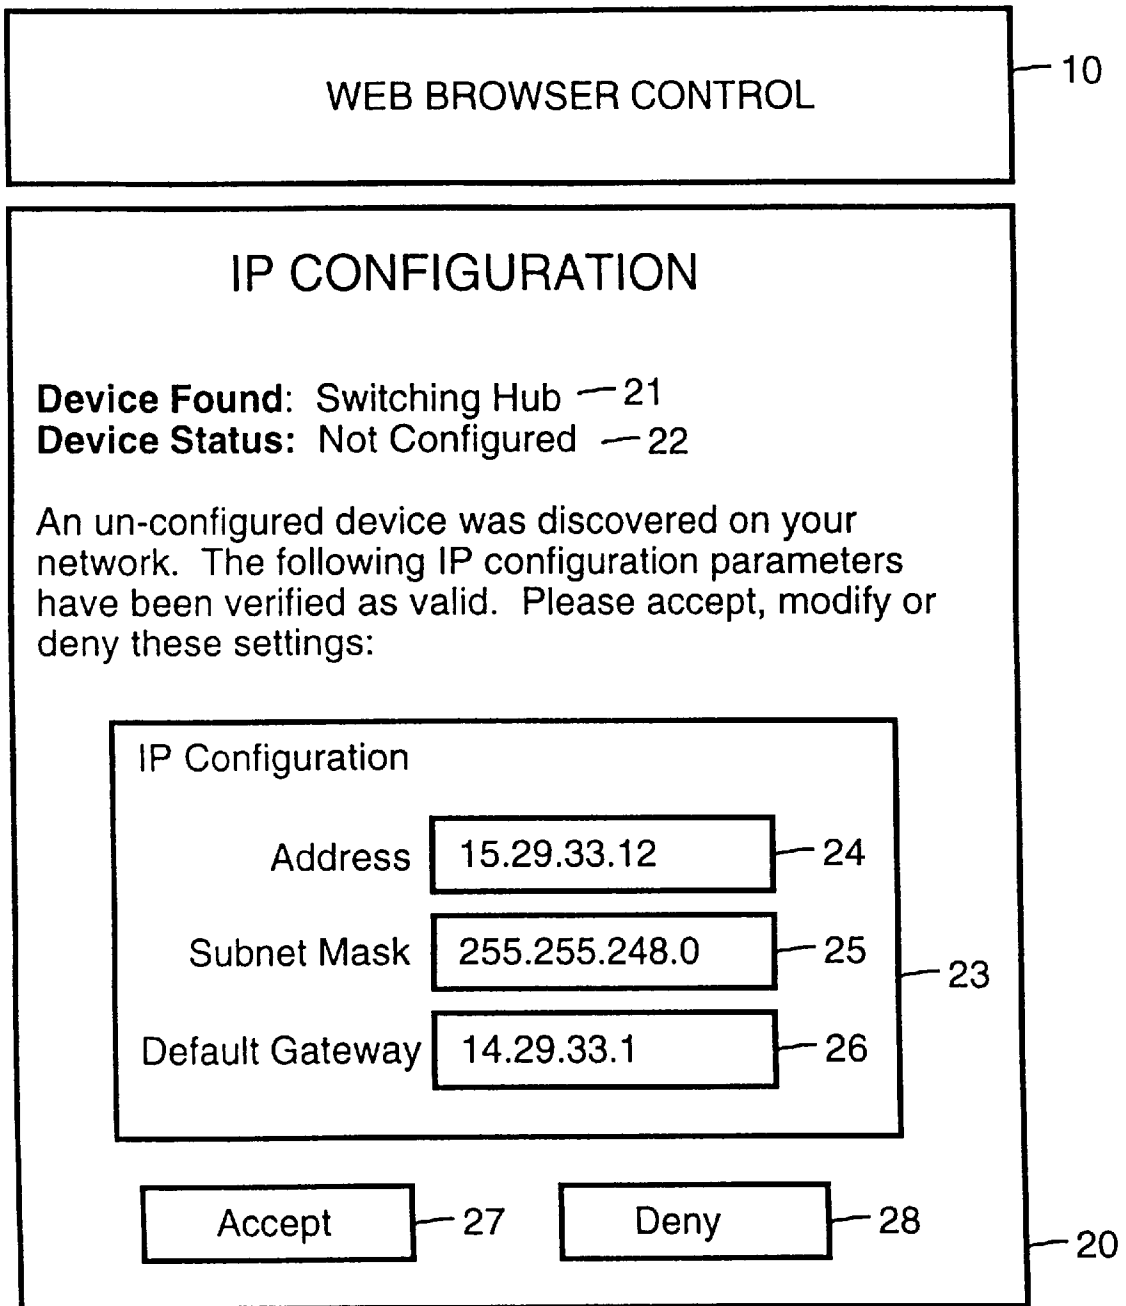 WEB BROWSER CONTROL
10
IP CONFIGURATION
Device Found: Switching Hub 21
Device Status: Not Configured 22
An un-configured device was discovered on your
network. The following IP configuration parameters
have been verified as valid. Please accept, modify or
deny these settings:
IP Configuration
Address 15.29.33.12 24
Subnet Mask 255.255.248.0 25
23
Default Gateway 14.29.33.1 26
Accept 27 Deny 28
20